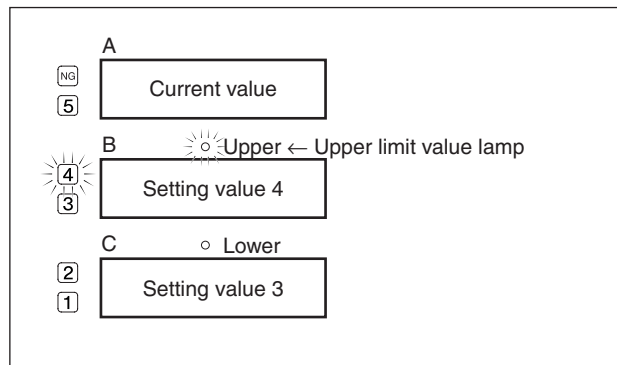 A
NG
Current value
5
B
Upper ← Upper limit value lamp
4
Setting value 4
3
C
Lower
2
Setting value 3
1